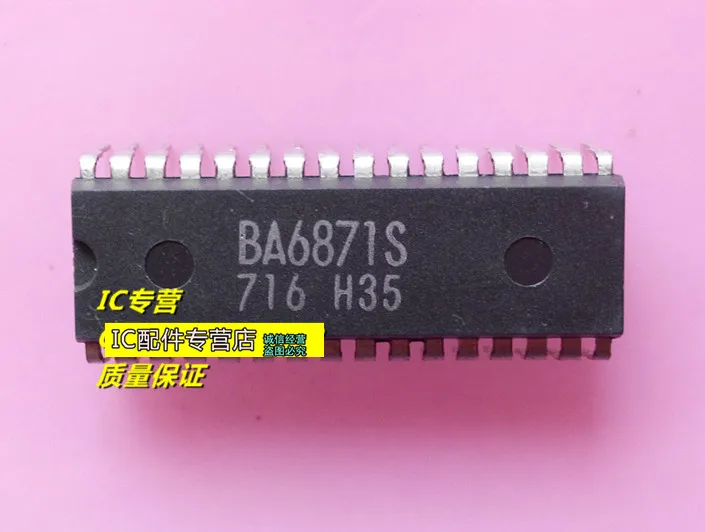 BA6871S
716 H35
IC专营
IC配件专营店
诚信经营
盗图必究
质量保证